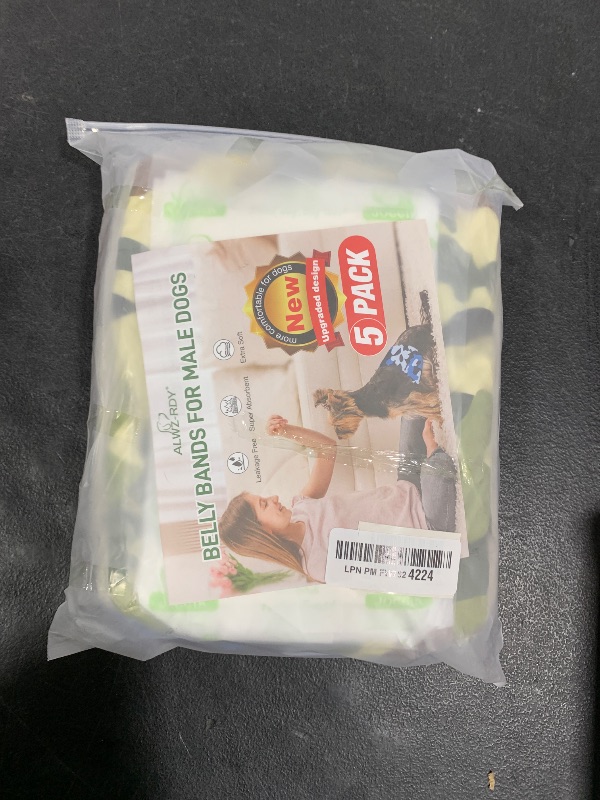 ALWZ-RDY
BELLY BANDS FOR MALE DOGS
Leakage Free
Super Absorbent
Extra Soft
more comfortable for dogs
New
Upgraded design
5 PACK
LPN PM 4224